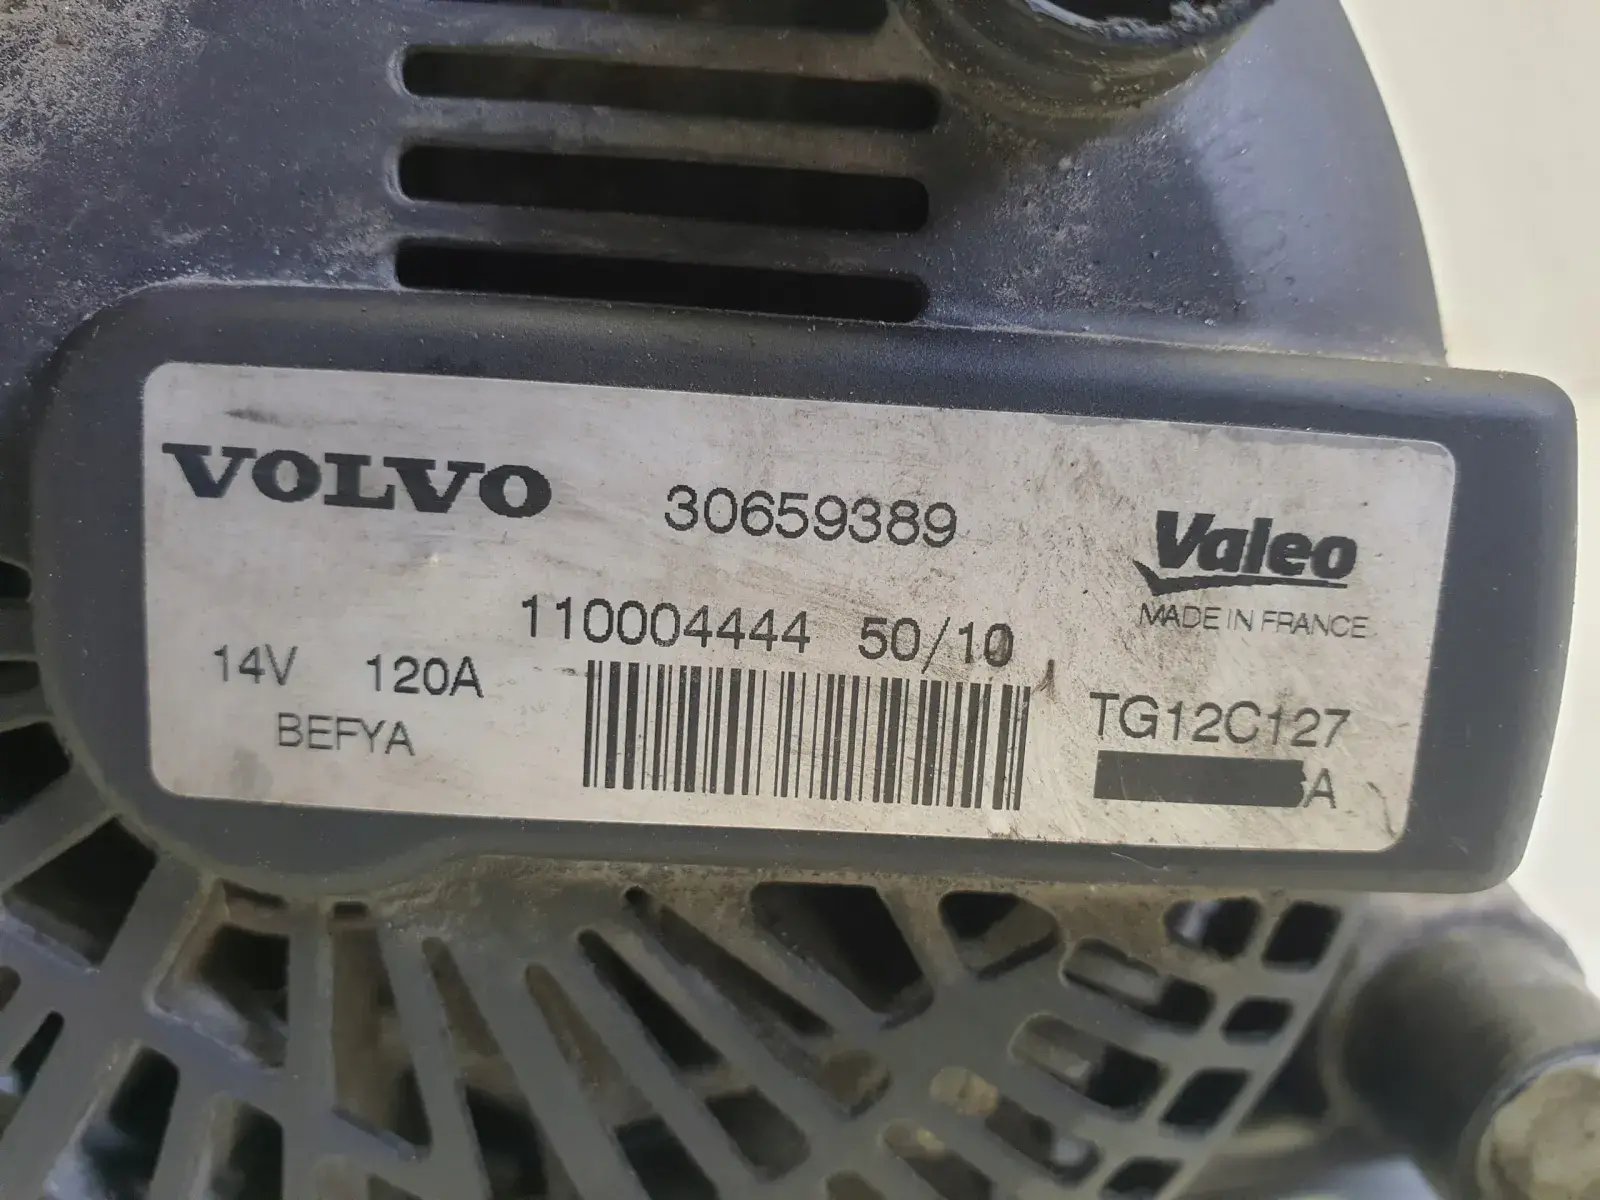 VOLVO 30659389
Valeo
MADE IN FRANCE
110004444 50/10
14V 120A
BEFYA
TG12C127
A